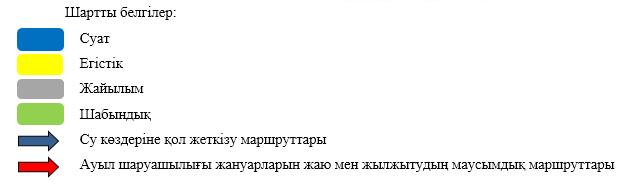 Шартты белгілер:
Суат
Егістік
Жайылым
Шабындық
Су көздеріне қол жеткізу маршруттары
Ауыл шаруашылығы жануарларын жаю мен жылжытудың маусымдық маршруттары